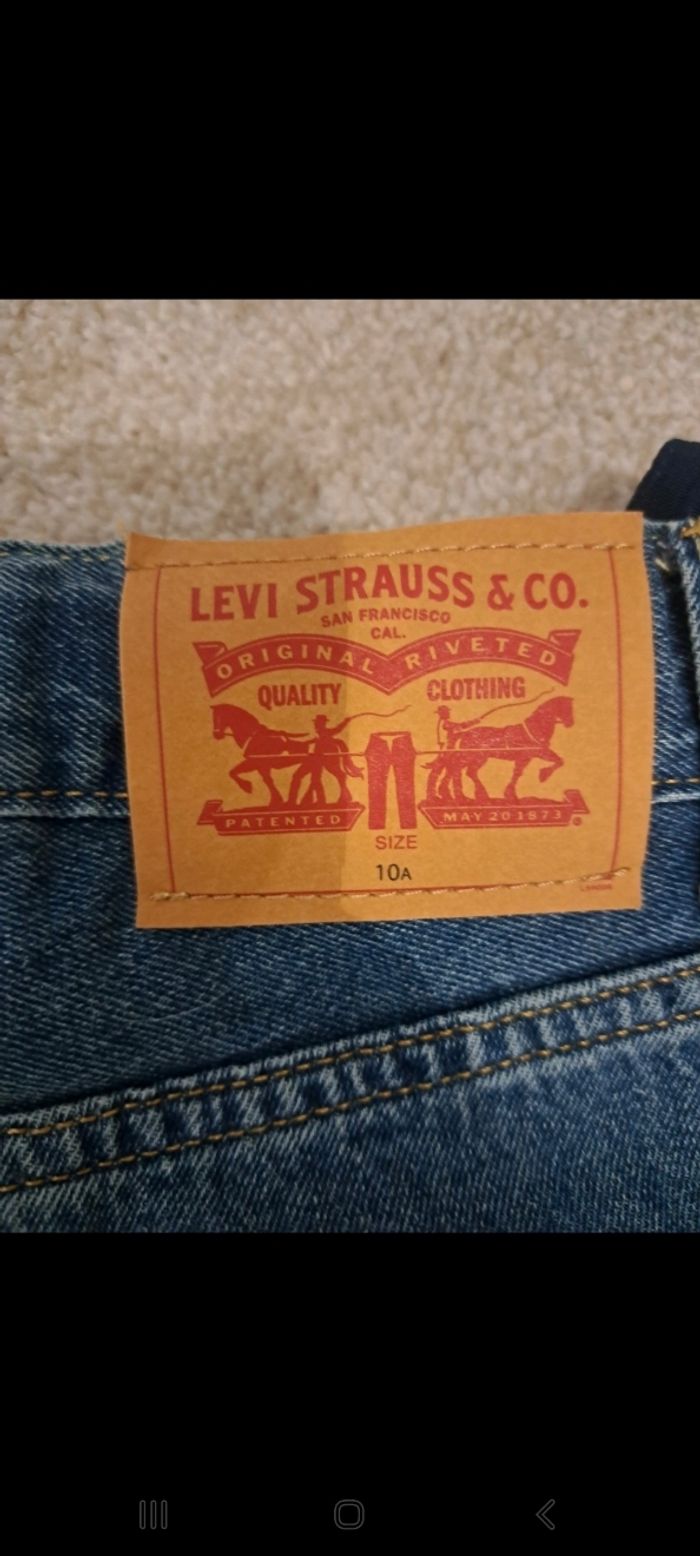 LEVI STRAUSS & CO.
SAN FRANCISCO
CAL.
ORIGINAL RIVETED
QUALITY CLOTHING
PATENTED MAY 20 1873 ®
SIZE
10A